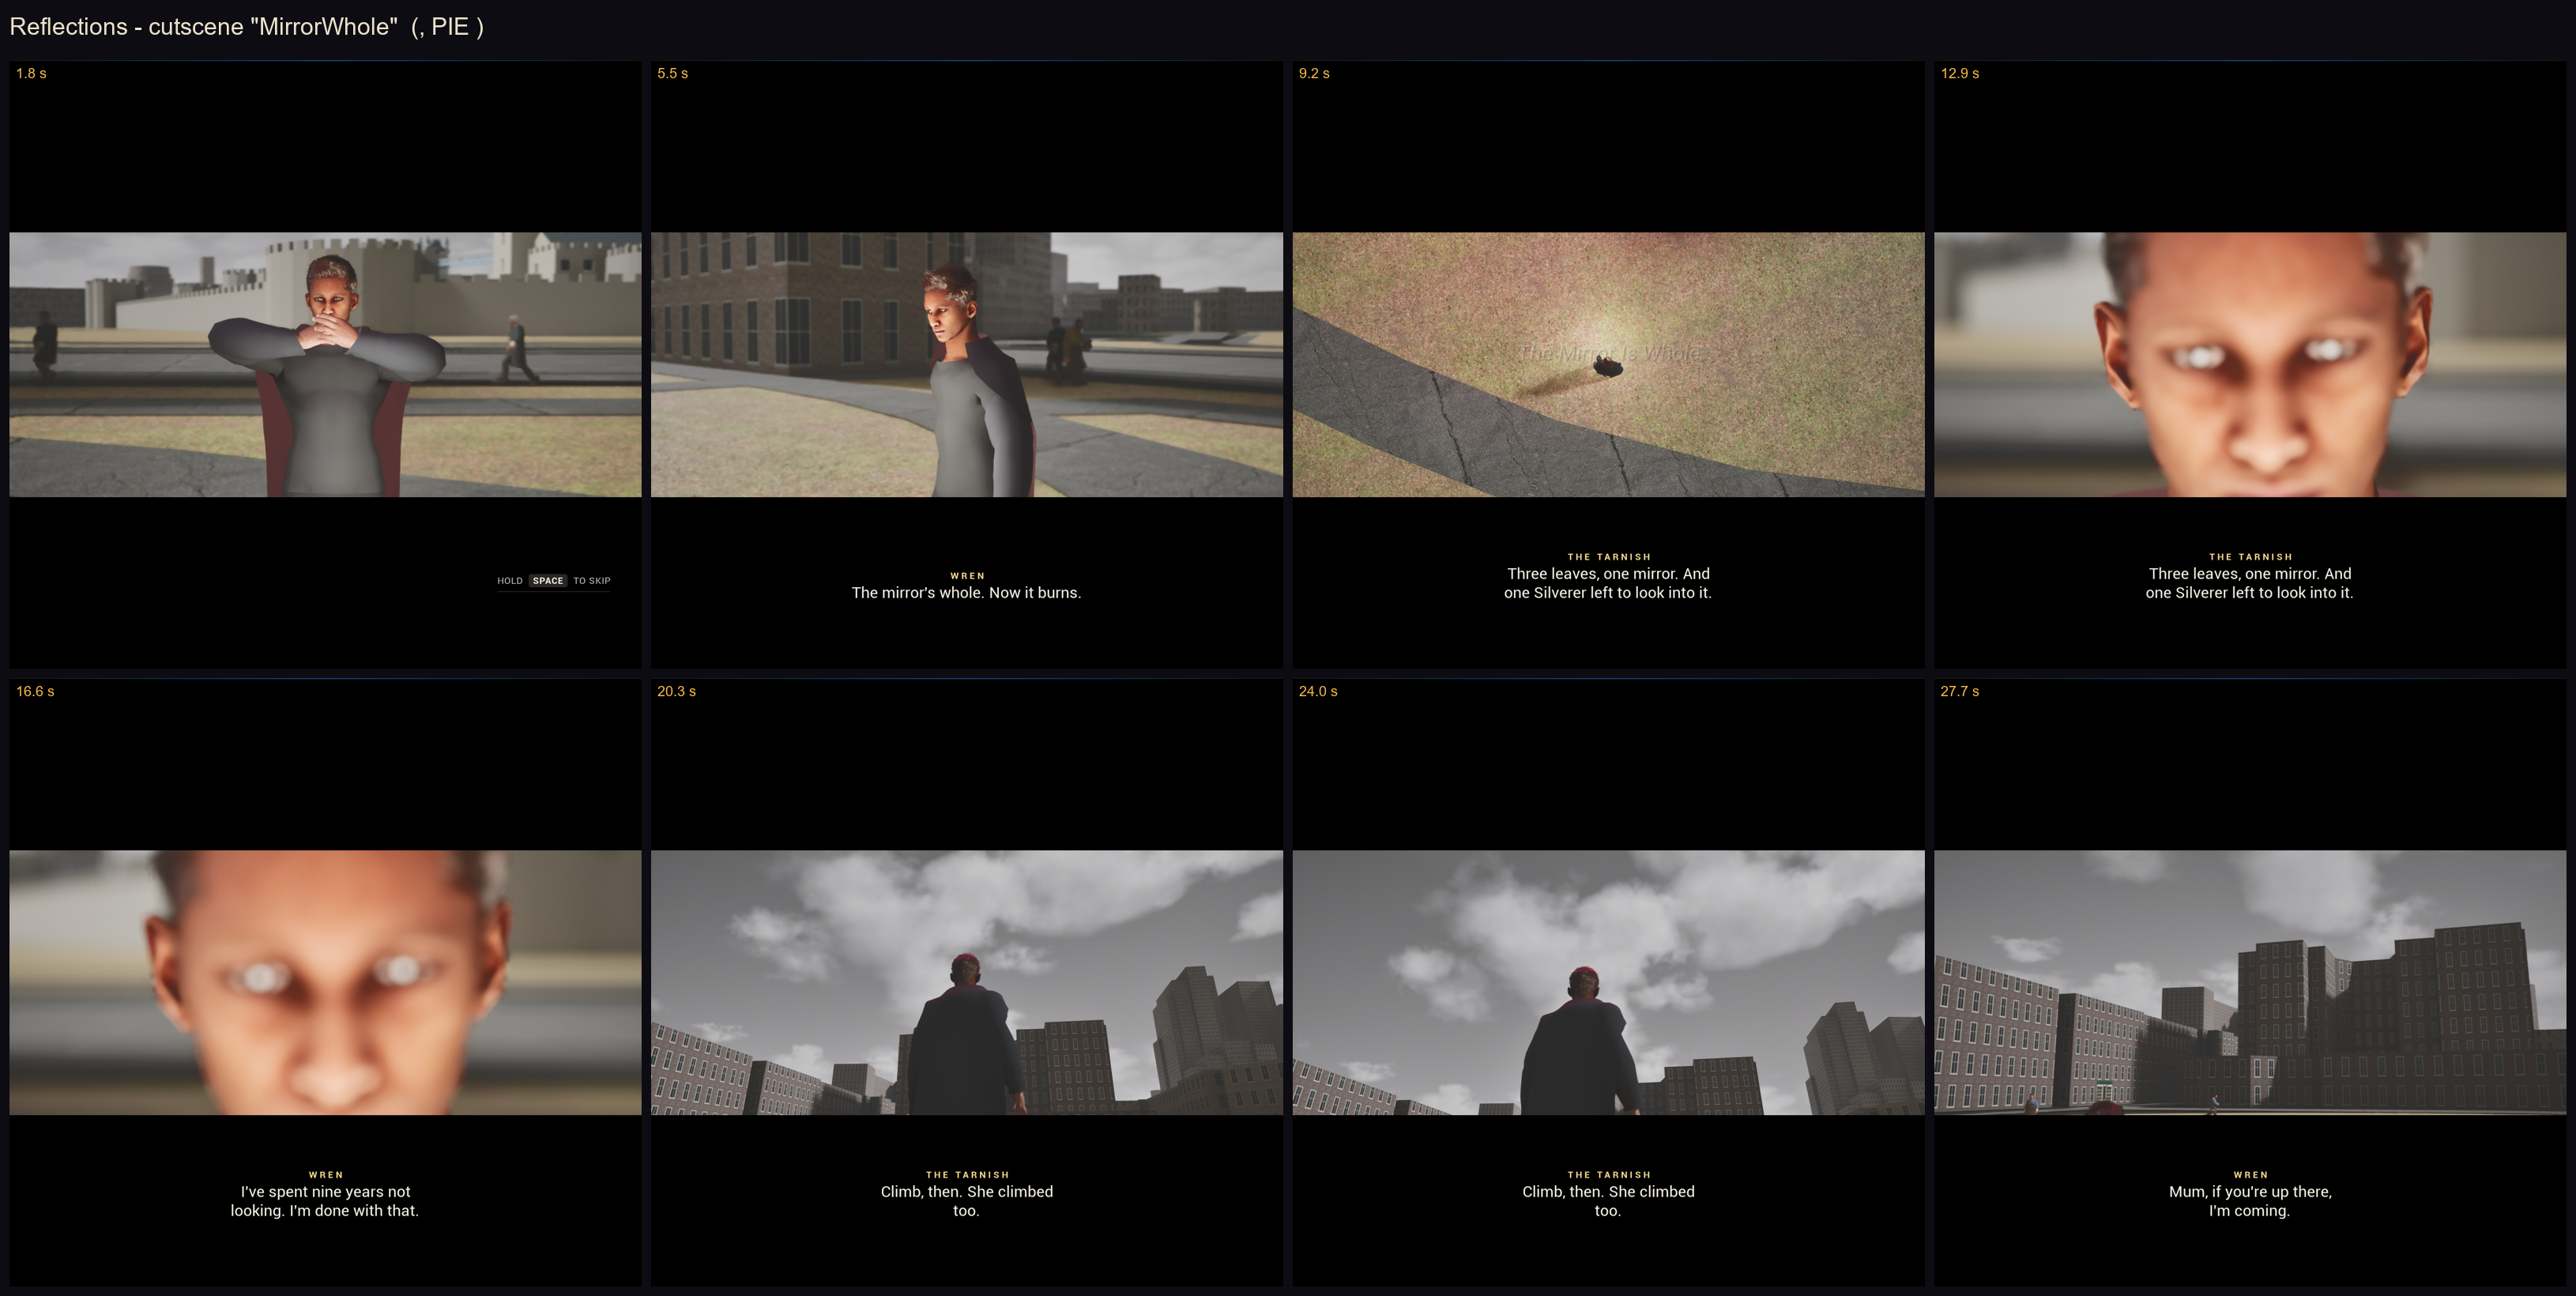 Reflections - cutscene "MirrorWhole" (, PIE )
1.8 s
HOLD SPACE TO SKIP
5.5 s
WREN
The mirror's whole. Now it burns.
9.2 s
The Mirror Is Whole
THE TARNISH
Three leaves, one mirror. And
one Silverer left to look into it.
12.9 s
THE TARNISH
Three leaves, one mirror. And
one Silverer left to look into it.
16.6 s
WREN
I've spent nine years not
looking. I'm done with that.
20.3 s
THE TARNISH
Climb, then. She climbed
too.
24.0 s
THE TARNISH
Climb, then. She climbed
too.
27.7 s
WREN
Mum, if you're up there,
I'm coming.